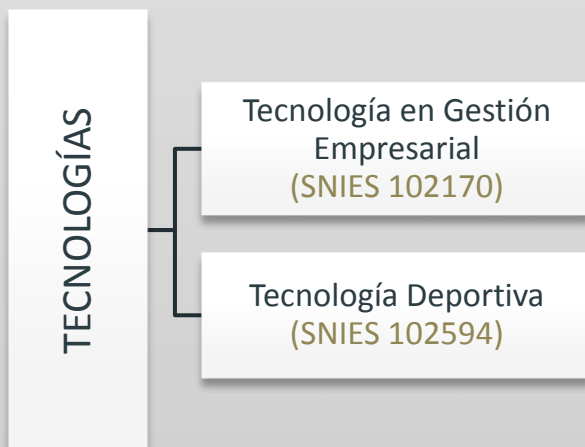 TECNOLOGÍAS
Tecnología en Gestión
Empresarial
(SNIES 102170)
Tecnología Deportiva
(SNIES 102594)